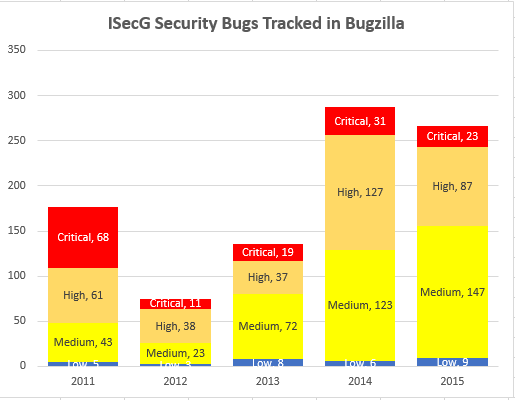 ISecG Security Bugs Tracked in Bugzilla
350
300
250
200
150
100
50
0
Critical, 68
High, 61
Medium, 43
Low, 5
Critical, 11
High, 38
Medium, 23
Low,
Critical, 19
High, 37
Medium, 72
Low, 8
Critical, 31
High, 127
Medium, 123
Low, 6
Critical, 23
High, 87
Medium, 147
Low, 9
2011
2012
2013
2014
2015